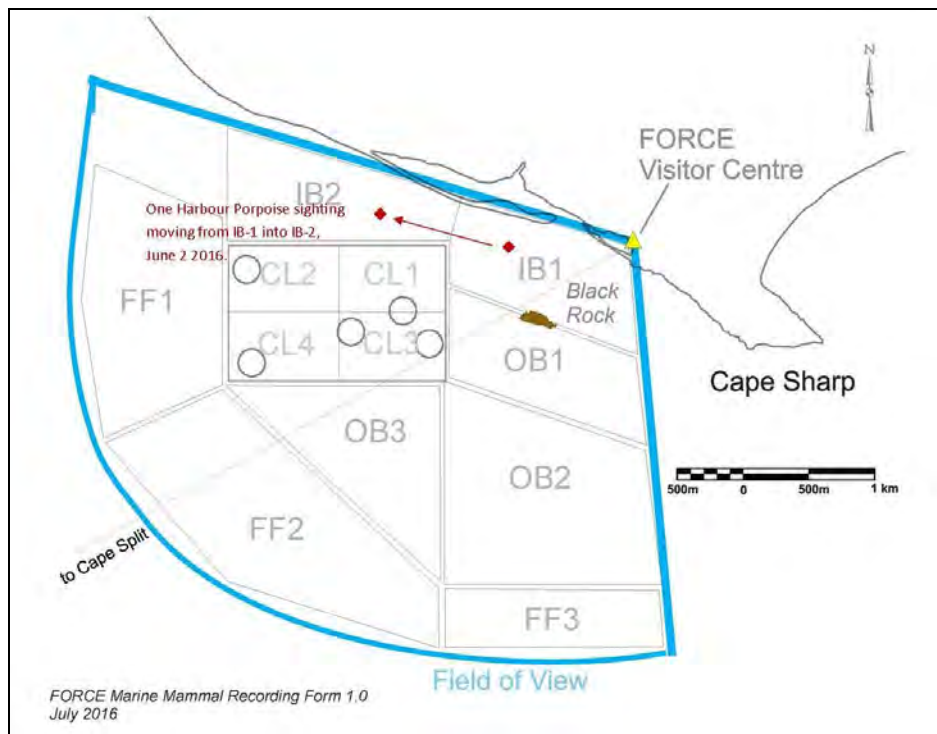 N
FORCE
Visitor Centre
IB2
One Harbour Porpoise sighting
moving from IB-1 into IB-2,
June 2 2016.
IB1
CL2
CL1
FF1
Black
Rock
CL4
CL3
OB1
Cape Sharp
OB3
OB2
500m
0
500m
1 km
FF2
to Cape Split
FF3
Field of View
FORCE Marine Mammal Recording Form 1.0
July 2016